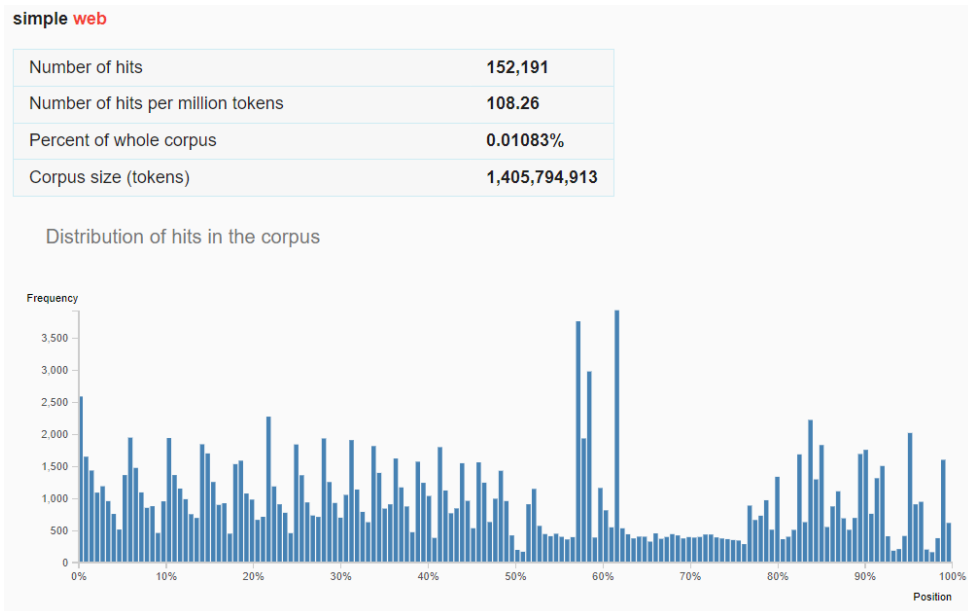 simple web
Number of hits 152,191
Number of hits per million tokens 108.26
Percent of whole corpus 0.01083%
Corpus size (tokens) 1,405,794,913
Distribution of hits in the corpus
Frequency
3,500
3,000
2,500
2,000
1,500
1,000
500
0
0% 10% 20% 30% 40% 50% 60% 70% 80% 90% 100%
Position